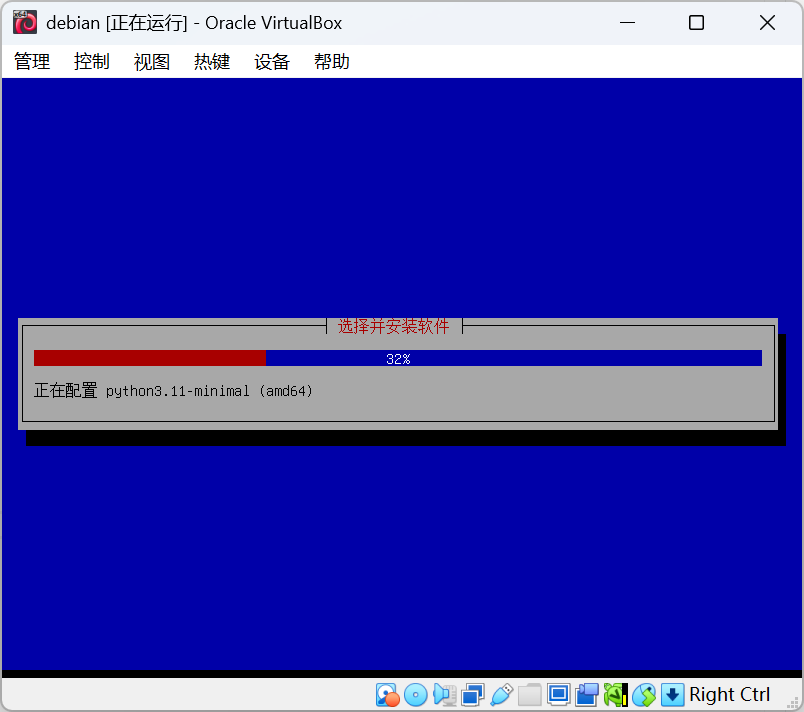 debian [正在运行] - Oracle VirtualBox
管理 控制 视图 热键 设备 帮助
选择并安装软件
32%
正在配置 python3.11-minimal (amd64)
Right Ctrl